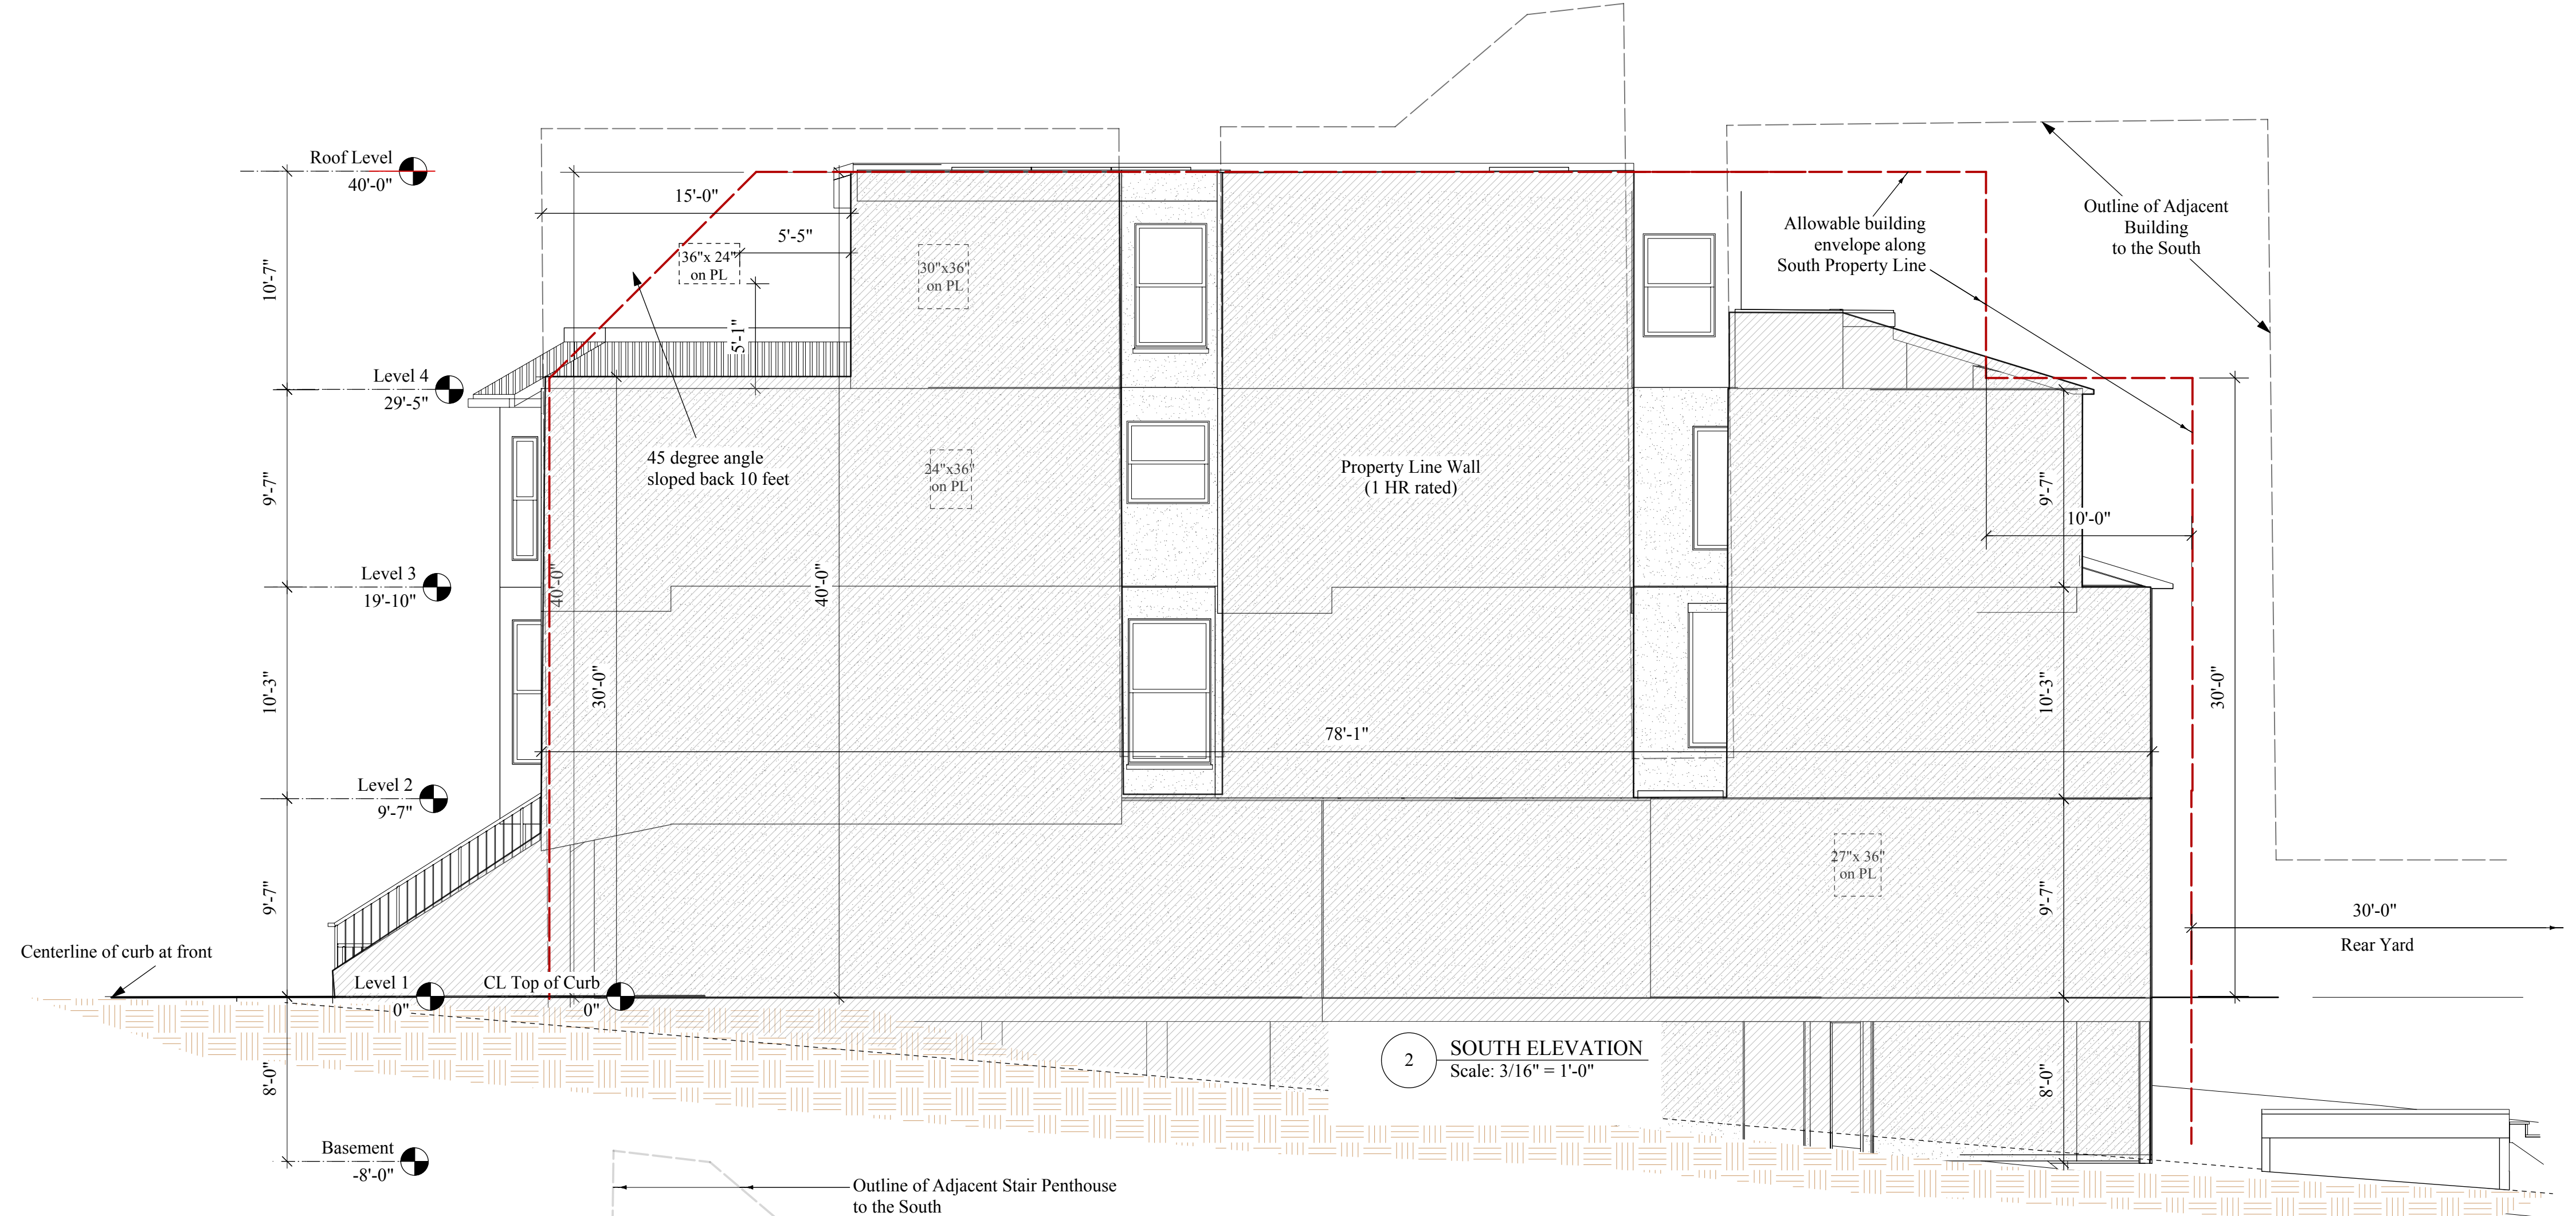 Roof Level
40'-0"
15'-0"
5'-5"
36"x 24"
on PL
30"x36"
on PL
Allowable building
envelope along
South Property Line
Outline of Adjacent
Building
to the South
10'-7"
5'-1"
Level 4
29'-5"
45 degree angle
sloped back 10 feet
24"x36"
on PL
Property Line Wall
(1 HR rated)
9'-7"
9'-7"
10'-0"
Level 3
19'-10"
40'-0"
40'-0"
30'-0"
10'-3"
10'-3"
30'-0"
78'-1"
Level 2
9'-7"
27"x 36"
on PL
9'-7"
9'-7"
30'-0"
Rear Yard
Centerline of curb at front
Level 1
0"
CL Top of Curb
0"
2
SOUTH ELEVATION
Scale: 3/16" = 1'-0"
8'-0"
8'-0"
Basement
-8'-0"
Outline of Adjacent Stair Penthouse
to the South